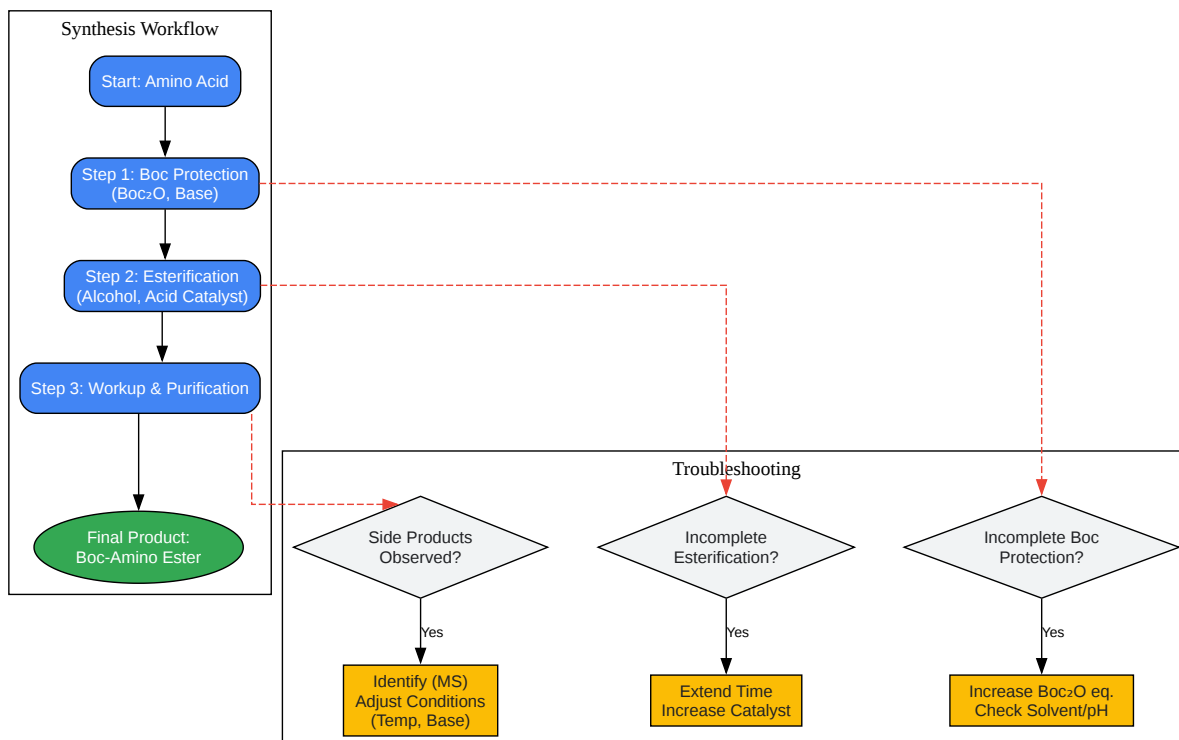 Synthesis Workflow
Start: Amino Acid
Step 1: Boc Protection
(Boc₂O, Base)
Step 2: Esterification
(Alcohol, Acid Catalyst)
Step 3: Workup & Purification
Final Product:
Boc-Amino Ester
Troubleshooting
Side Products
Observed?
Incomplete
Esterification?
Incomplete Boc
Protection?
Yes
Yes
Yes
Identify (MS)
Adjust Conditions
(Temp, Base)
Extend Time
Increase Catalyst
Increase Boc₂O eq.
Check Solvent/pH